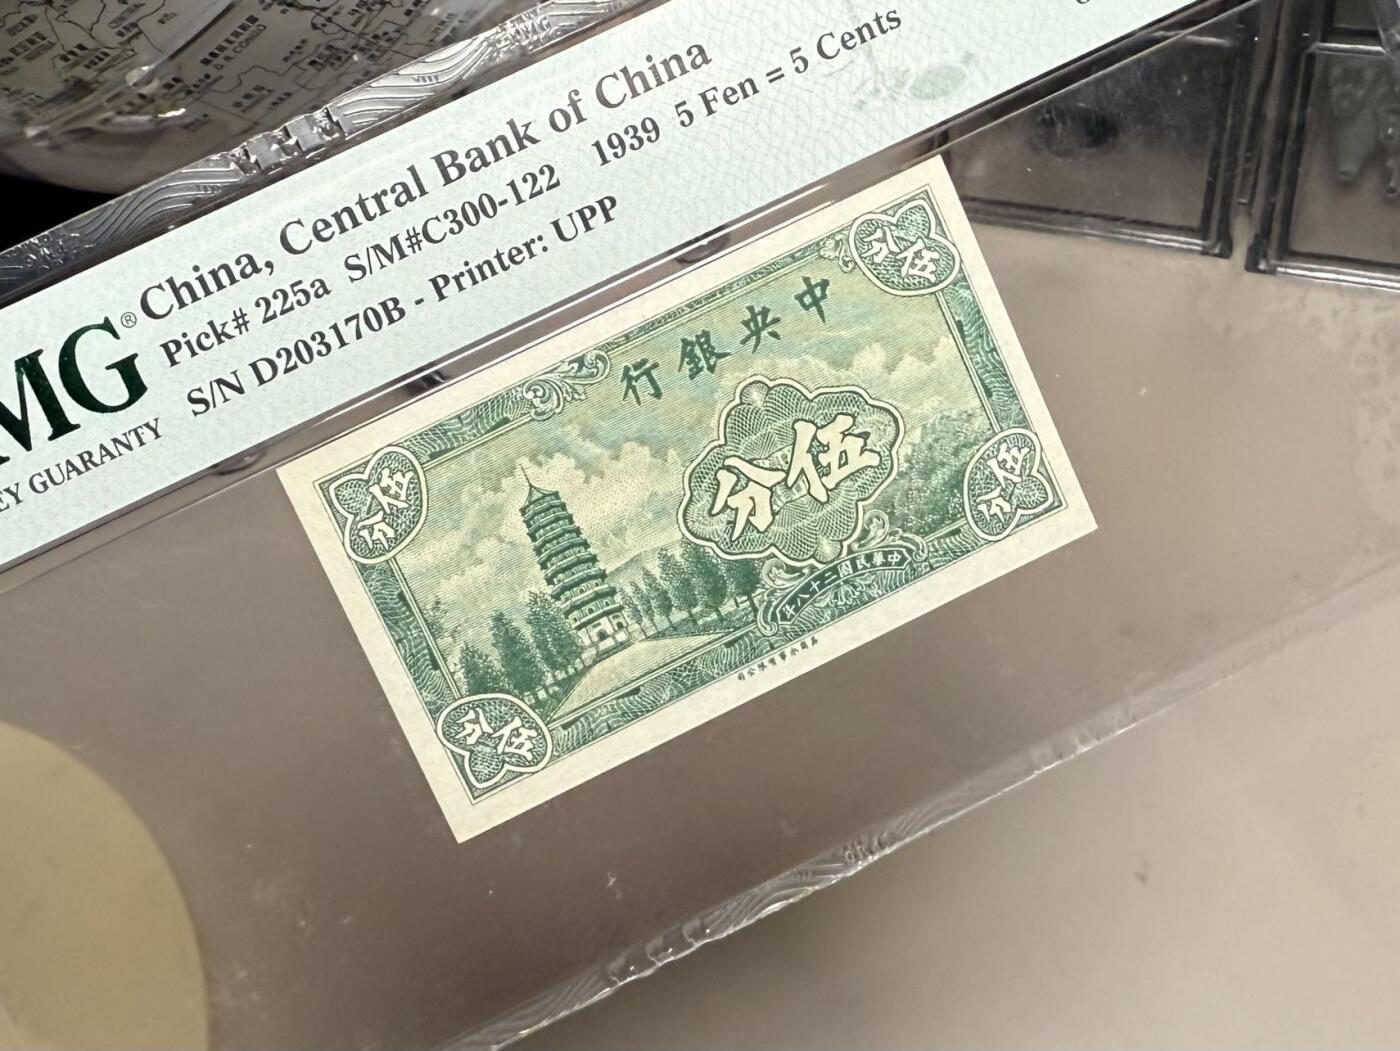 China, Central Bank of China
Pick# 225a S/M#C300-122 1939 5 Fen = 5 Cents
S/N D203170B - Printer: UPP
MG®
EY GUARANTY
行銀央中
分伍
分伍
分伍
分伍
分伍
年八十二國民華中